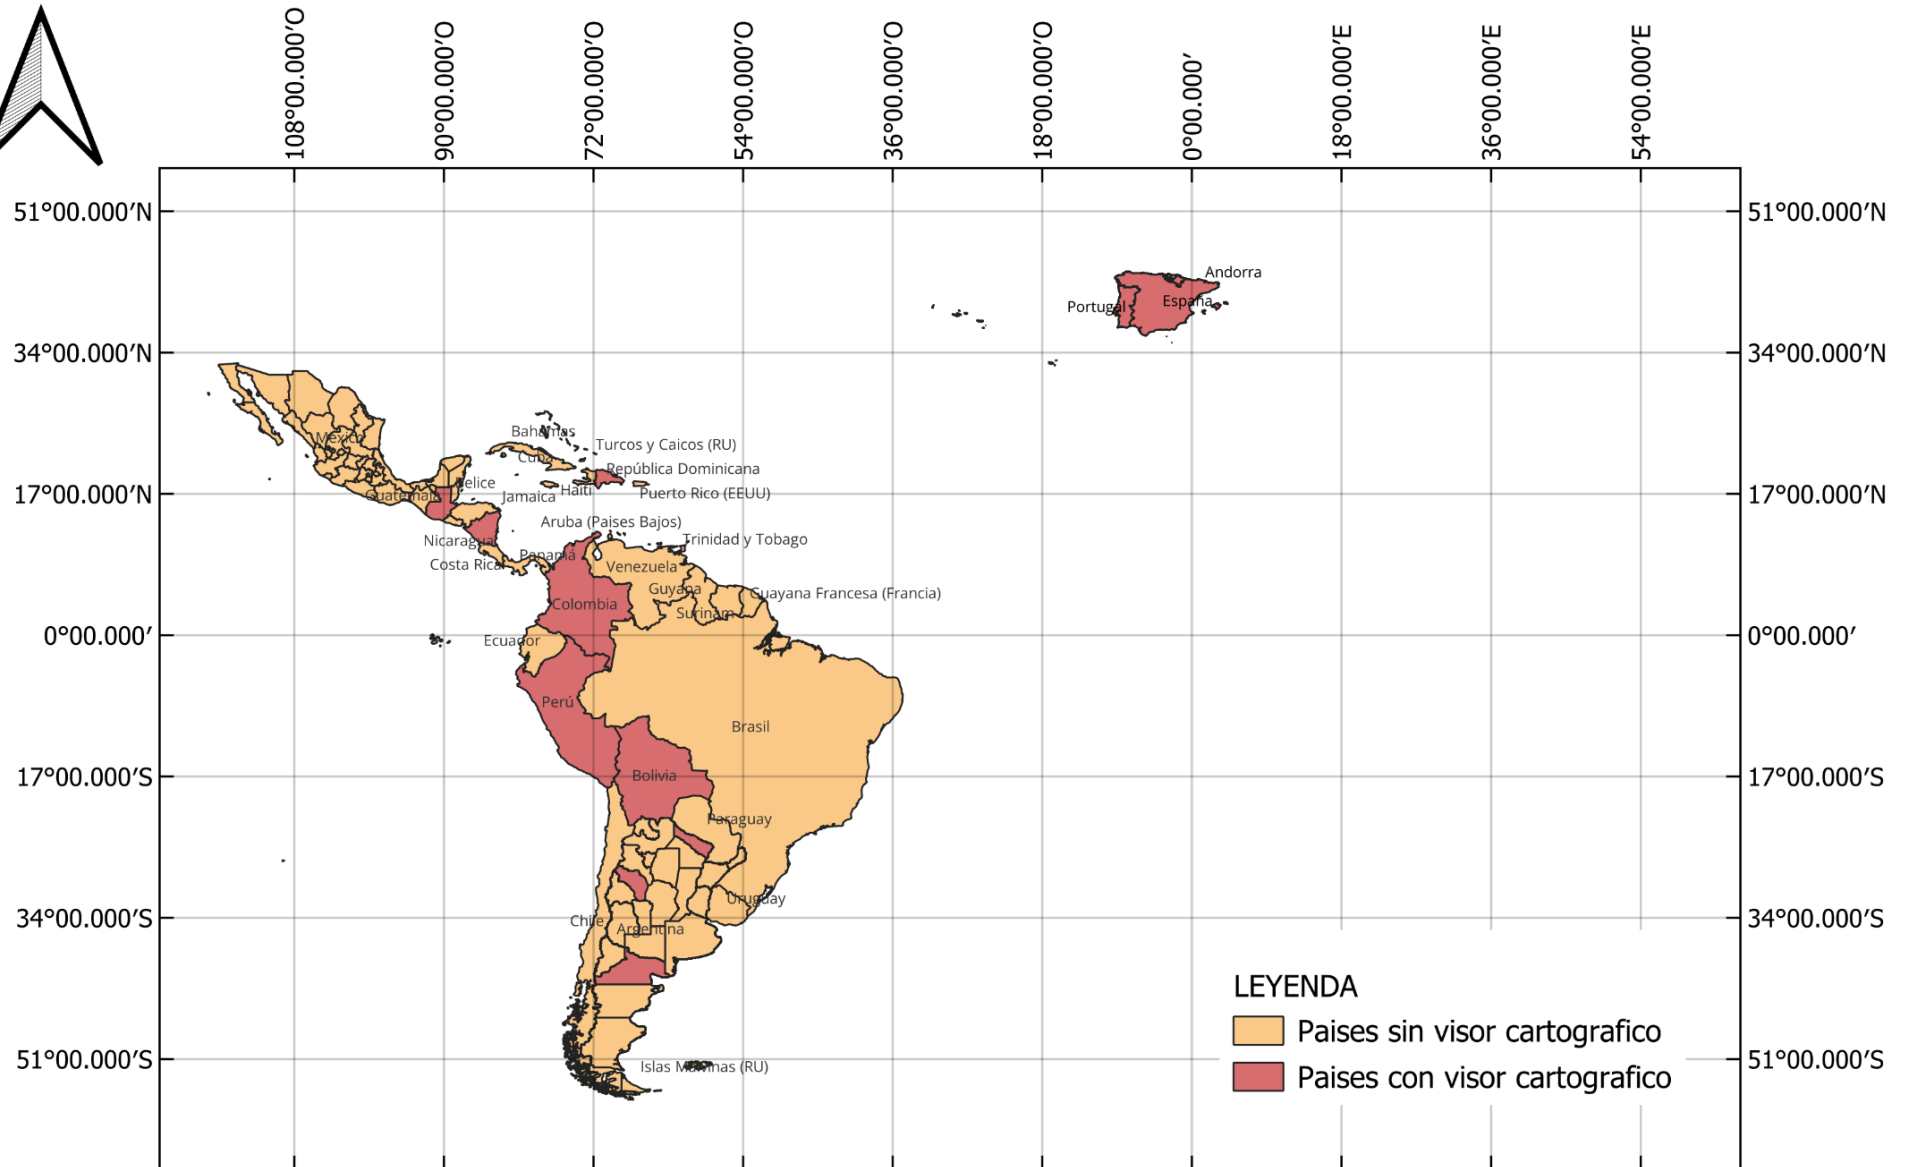 108°00.000′O
90°00.000′O
72°00.000′O
54°00.000′O
36°00.000′O
18°00.000′O
0°00.000′
18°00.000′E
36°00.000′E
54°00.000′E
51°00.000′N
51°00.000′N
Andorra
Portugal
España
34°00.000′N
34°00.000′N
Bahamas
México
Turcos y Caicos (RU)
Cuba
República Dominicana
Belice
Haití
Jamaica
Puerto Rico (EEUU)
Guatemala
17°00.000′N
17°00.000′N
Aruba (Paises Bajos)
Nicaragua
Trinidad y Tobago
Panamá
Costa Rica
Venezuela
Guyana
Guayana Francesa (Francia)
Colombia
Surinam
0°00.000′
0°00.000′
Ecuador
Perú
Brasil
17°00.000′S
Bolivia
17°00.000′S
Paraguay
Uruguay
34°00.000′S
34°00.000′S
Chile
Argentina
LEYENDA
Paises sin visor cartografico
51°00.000′S
51°00.000′S
Islas Malvinas (RU)
Paises con visor cartografico